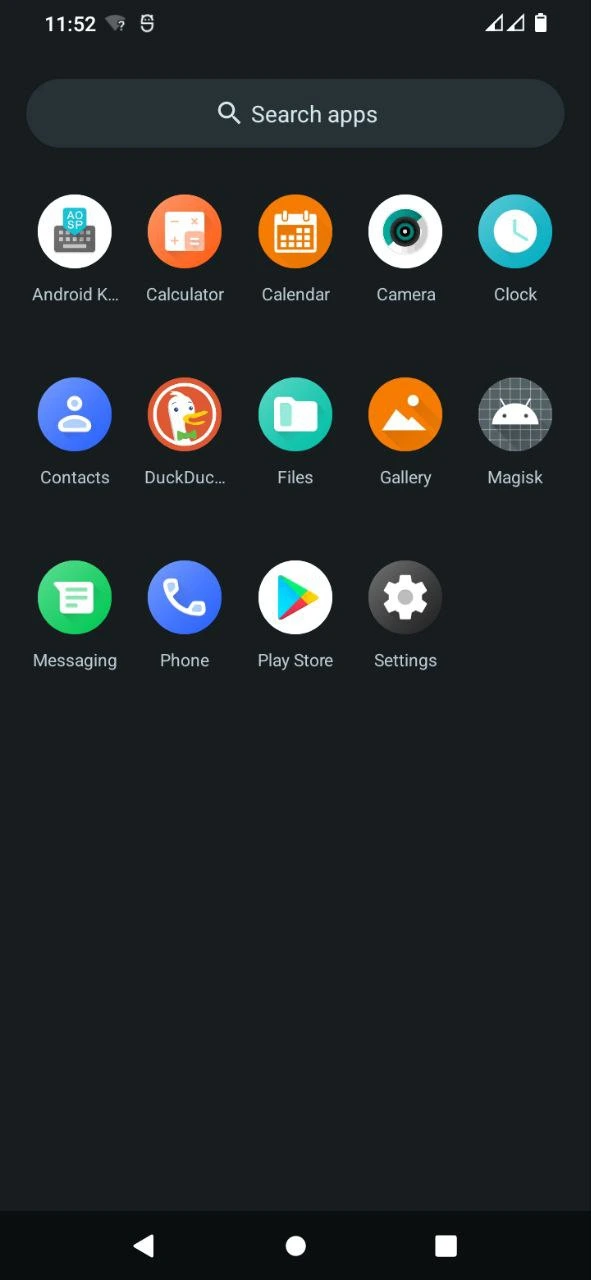 11:52
Search apps
AO
SP
Android K...
Calculator
Calendar
Camera
Clock
Contacts
DuckDuc...
Files
Gallery
Magisk
Messaging
Phone
Play Store
Settings